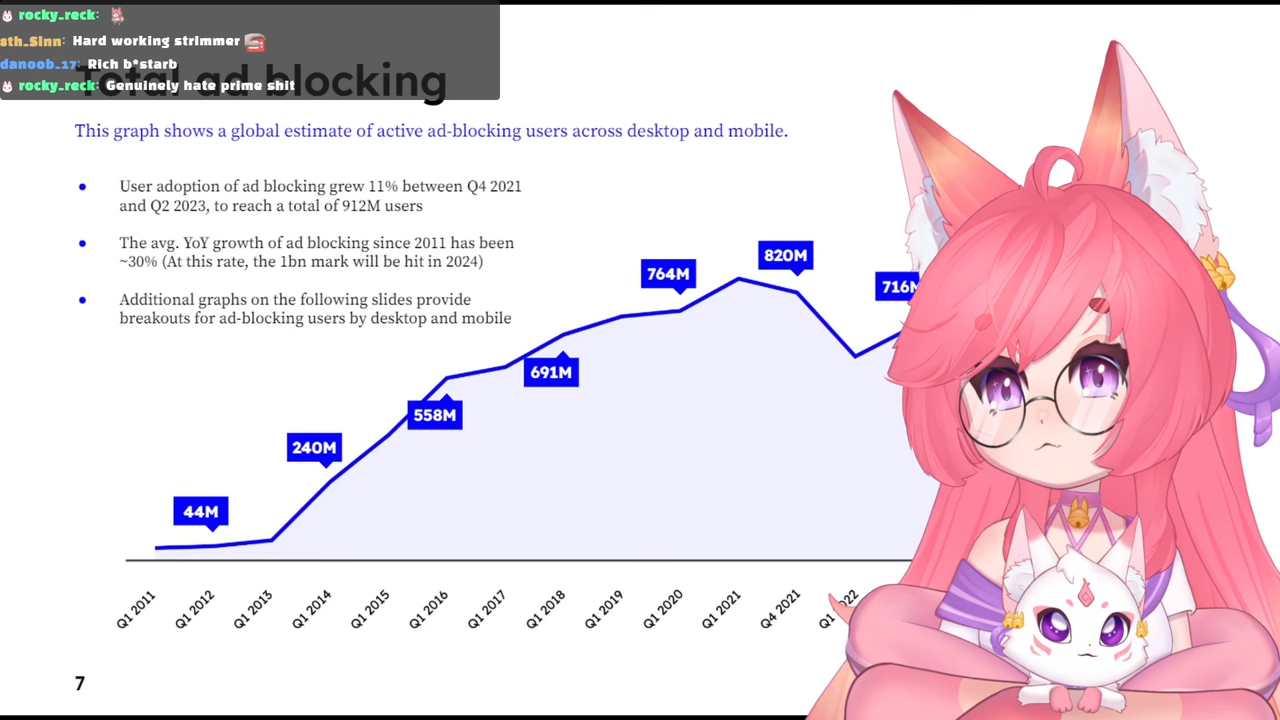 rocky_reck:
8th_Sinn: Hard working strimmer
danoob_17: Rich b*starb
rocky_reck: Genuinely hate prime shit
Total ad blocking
This graph shows a global estimate of active ad-blocking users across desktop and mobile.
• User adoption of ad blocking grew 11% between Q4 2021
and Q2 2023, to reach a total of 912M users
• The avg. YoY growth of ad blocking since 2011 has been
~30% (At this rate, the 1bn mark will be hit in 2024)
• Additional graphs on the following slides provide
breakouts for ad-blocking users by desktop and mobile
44M
240M
558M
691M
764M
820M
716M
Q1 2011
Q1 2012
Q1 2013
Q1 2014
Q1 2015
Q1 2016
Q1 2017
Q1 2018
Q1 2019
Q1 2020
Q1 2021
Q4 2021
7